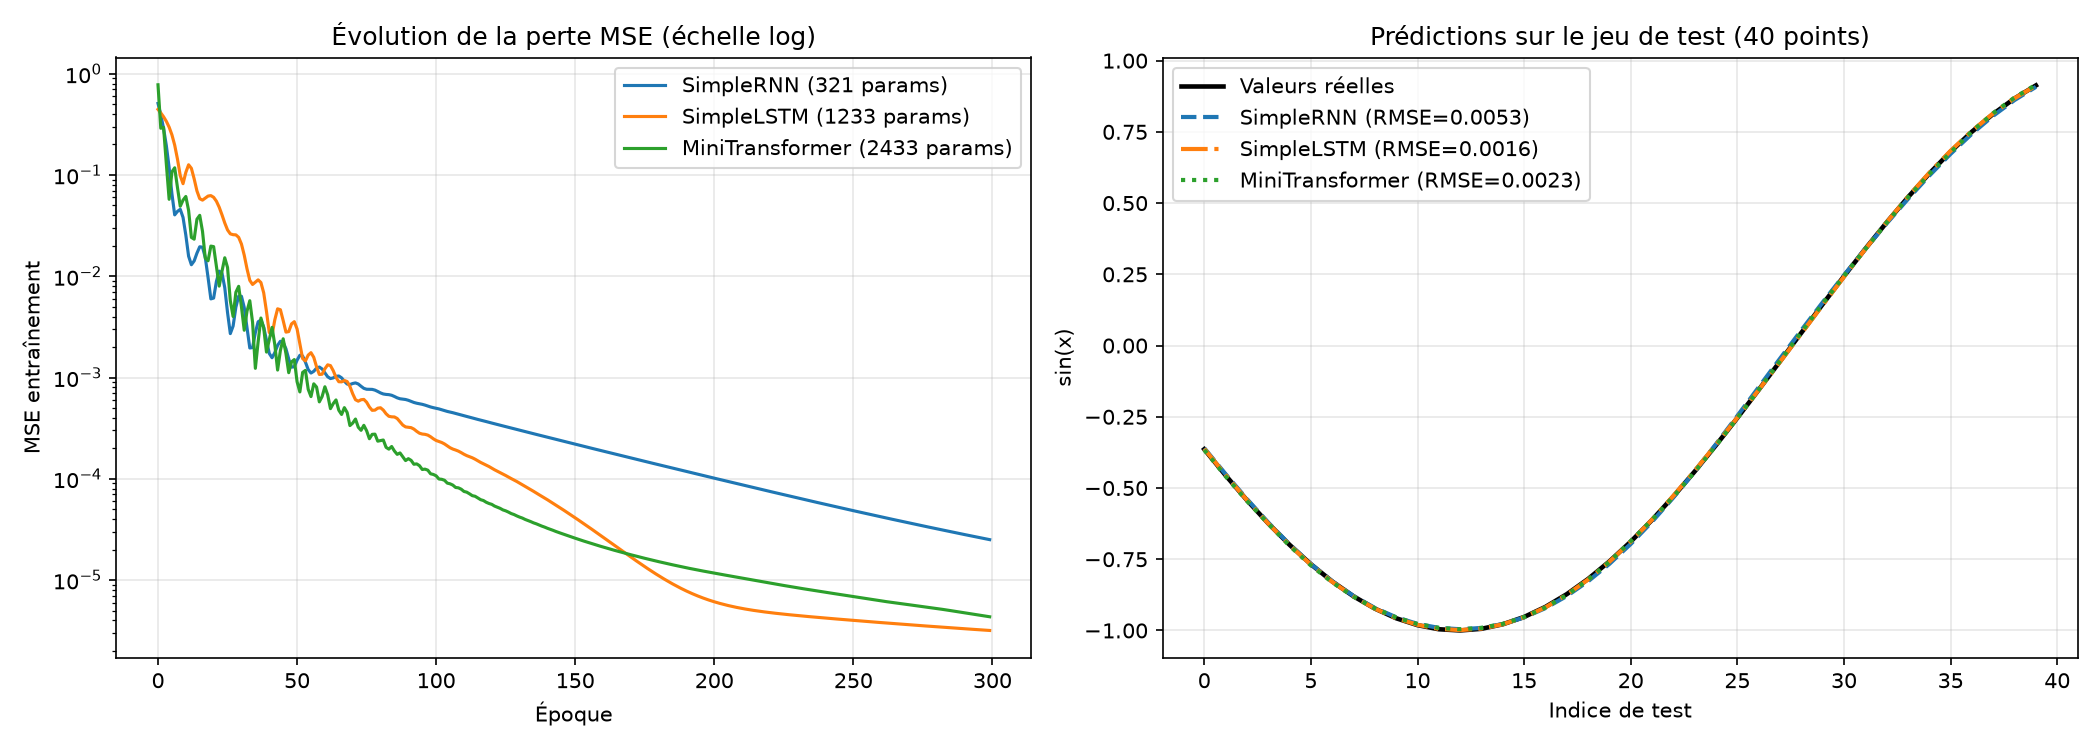 Évolution de la perte MSE (échelle log)
10⁰
10⁻¹
10⁻²
10⁻³
10⁻⁴
10⁻⁵
MSE entraînement
SimpleRNN (321 params)
SimpleLSTM (1233 params)
MiniTransformer (2433 params)
0 50 100 150 200 250 300
Époque
Prédictions sur le jeu de test (40 points)
1.00
0.75
0.50
0.25
0.00
−0.25
−0.50
−0.75
−1.00
sin(x)
Valeurs réelles
SimpleRNN (RMSE=0.0053)
SimpleLSTM (RMSE=0.0016)
MiniTransformer (RMSE=0.0023)
0 5 10 15 20 25 30 35 40
Indice de test